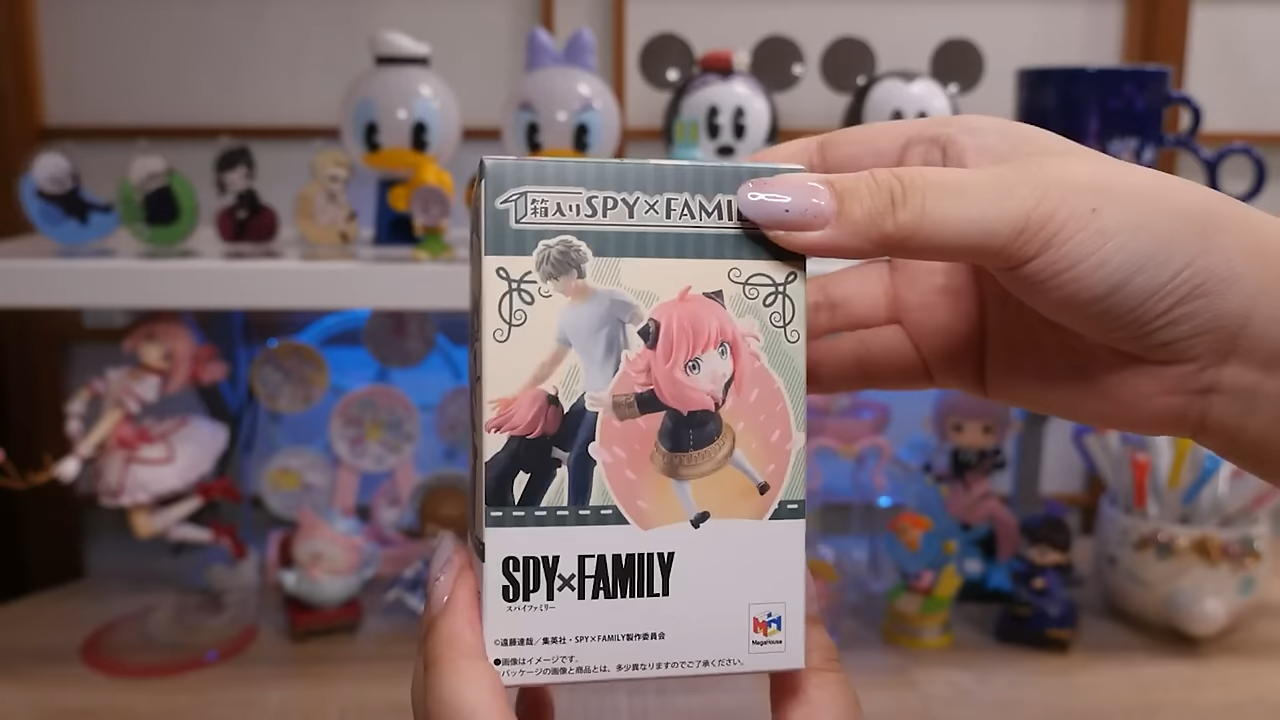 箱入りSPY×FAMIL
SPY×FAMILY
スパイファミリー
©遠藤達哉／集英社・SPY×FAMILY製作委員会
MegaHouse
●画像はイメージです。
パッケージの画像と商品とは、多少異なりますのでご了承ください。